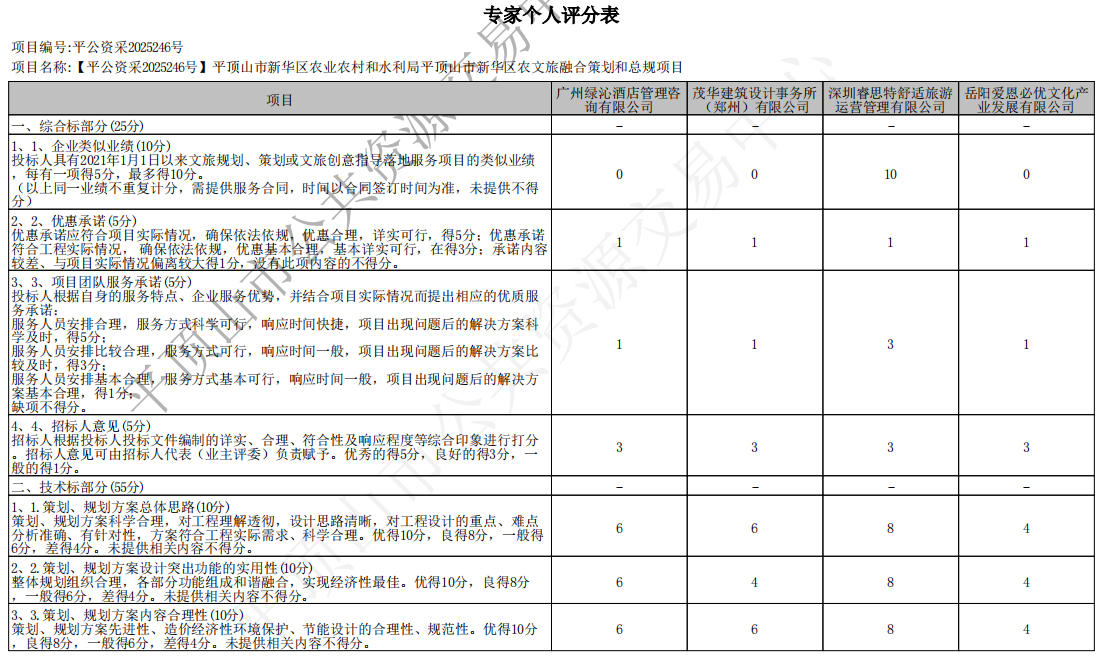 专家个人评分表
项目编号:平公资采2025246号
项目名称:【平公资采2025246号】平顶山市新华区农业农村和水利局平顶山市新华区农文旅融合策划和总规项目
项目 广州绿沁酒店管理咨询有限公司 茂华建筑设计事务所（郑州）有限公司 深圳睿思特舒适旅游运营管理有限公司 岳阳爱恩必优文化产业发展有限公司
一、综合标部分(25分) - - - -
1、1、企业类似业绩(10分)
投标人具有2021年1月1日以来文旅规划、策划或文旅创意指导落地服务项目的类似业绩
，每有一项得5分，最多得10分。
（以上同一业绩不重复计分，需提供服务合同，时间以合同签订时间为准，未提供不得
分）
0 0 10 0
2、2、优惠承诺(5分)
优惠承诺应符合项目实际情况，确保依法依规，优惠合理，详实可行，得5分；优惠承诺
符合工程实际情况， 确保依法依规，优惠基本合理，基本详实可行，在得3分；承诺内容
较差、与项目实际情况偏离较大得1分，没有此项内容的不得分。
1 1 1 1
3、3、项目团队服务承诺(5分)
投标人根据自身的服务特点、企业服务优势，并结合项目实际情况而提出相应的优质服
务承诺：
服务人员安排合理，服务方式科学可行，响应时间快捷，项目出现问题后的解决方案科
学及时，得5分；
服务人员安排比较合理，服务方式可行，响应时间一般，项目出现问题后的解决方案比
较及时，得3分；
服务人员安排基本合理，服务方式基本可行，响应时间一般，项目出现问题后的解决方
案基本合理，得1分；
缺项不得分。
1 1 3 1
4、4、招标人意见(5分)
招标人根据投标人投标文件编制的详实、合理、符合性及响应程度等综合印象进行打分
。招标人意见可由招标人代表（业主评委）负责赋予。优秀的得5分，良好的得3分，一
般的得1分。
3 3 3 3
二、技术标部分(55分) - - - -
1、1.策划、规划方案总体思路(10分)
策划、规划方案科学合理，对工程理解透彻，设计思路清晰，对工程设计的重点、难点
分析准确、有针对性，方案符合工程实际需求、科学合理。优得10分，良得8分，一般得
6分，差得4分。未提供相关内容不得分。
6 6 8 4
2、2.策划、规划方案设计突出功能的实用性(10分)
整体规划组织合理，各部分功能组成和谐融合，实现经济性最佳。优得10分，良得8分
，一般得6分，差得4分。未提供相关内容不得分。
6 4 8 4
3、3.策划、规划方案内容合理性(10分)
策划、规划方案先进性、造价经济性环境保护、节能设计的合理性、规范性。优得10分
，良得8分，一般得6分，差得4分。未提供相关内容不得分。
6 6 8 4
平顶山市公共资源交易中心
平顶山市公共资源交易中心